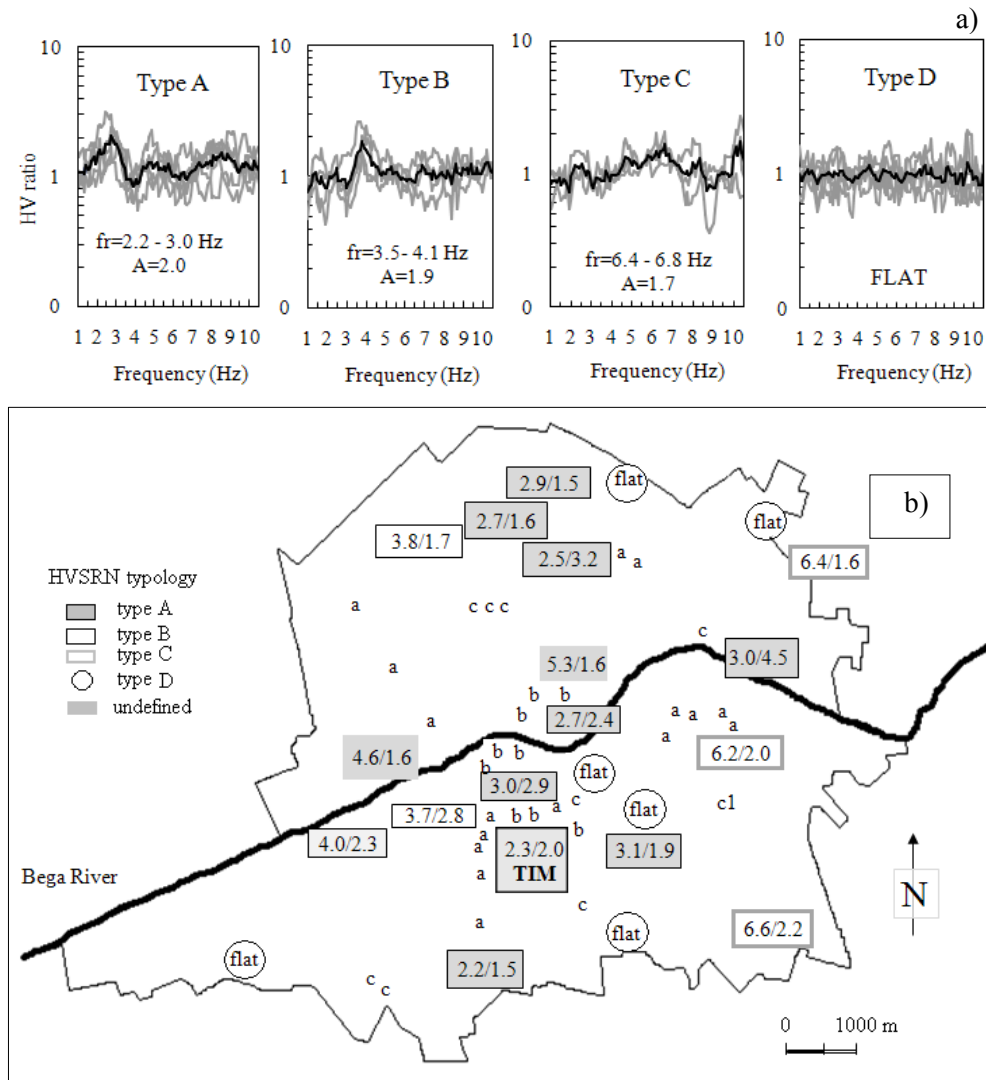 a)
10
1
0
HV ratio
Type A
fr=2.2 - 3.0 Hz
A=2.0
1 2 3 4 5 6 7 8 9 10
Frequency (Hz)
10
1
0
Type B
fr=3.5- 4.1 Hz
A=1.9
1 2 3 4 5 6 7 8 9 10
Frequency (Hz)
10
1
0
Type C
fr=6.4 - 6.8 Hz
A=1.7
1 2 3 4 5 6 7 8 9 10
Frequency (Hz)
10
1
0
Type D
FLAT
1 2 3 4 5 6 7 8 9 10
Frequency (Hz)
b)
HVSRN typology
type A
type B
type C
type D
undefined
2.9/1.5
flat
2.7/1.6
flat
3.8/1.7
2.5/3.2
a
a
6.4/1.6
a
c c c
c
a
5.3/1.6
3.0/4.5
b b
b
2.7/2.4
a a
a
c
a
a
a
6.2/2.0
b b
b
4.6/1.6
flat
3.0/2.9
a
c
c1
flat
3.7/2.8
a b b
b
4.0/2.3
a
a
2.3/2.0
TIM
3.1/1.9
Bega River
a
c
N
a
flat
6.6/2.2
flat
2.2/1.5
c
c
0 1000 m